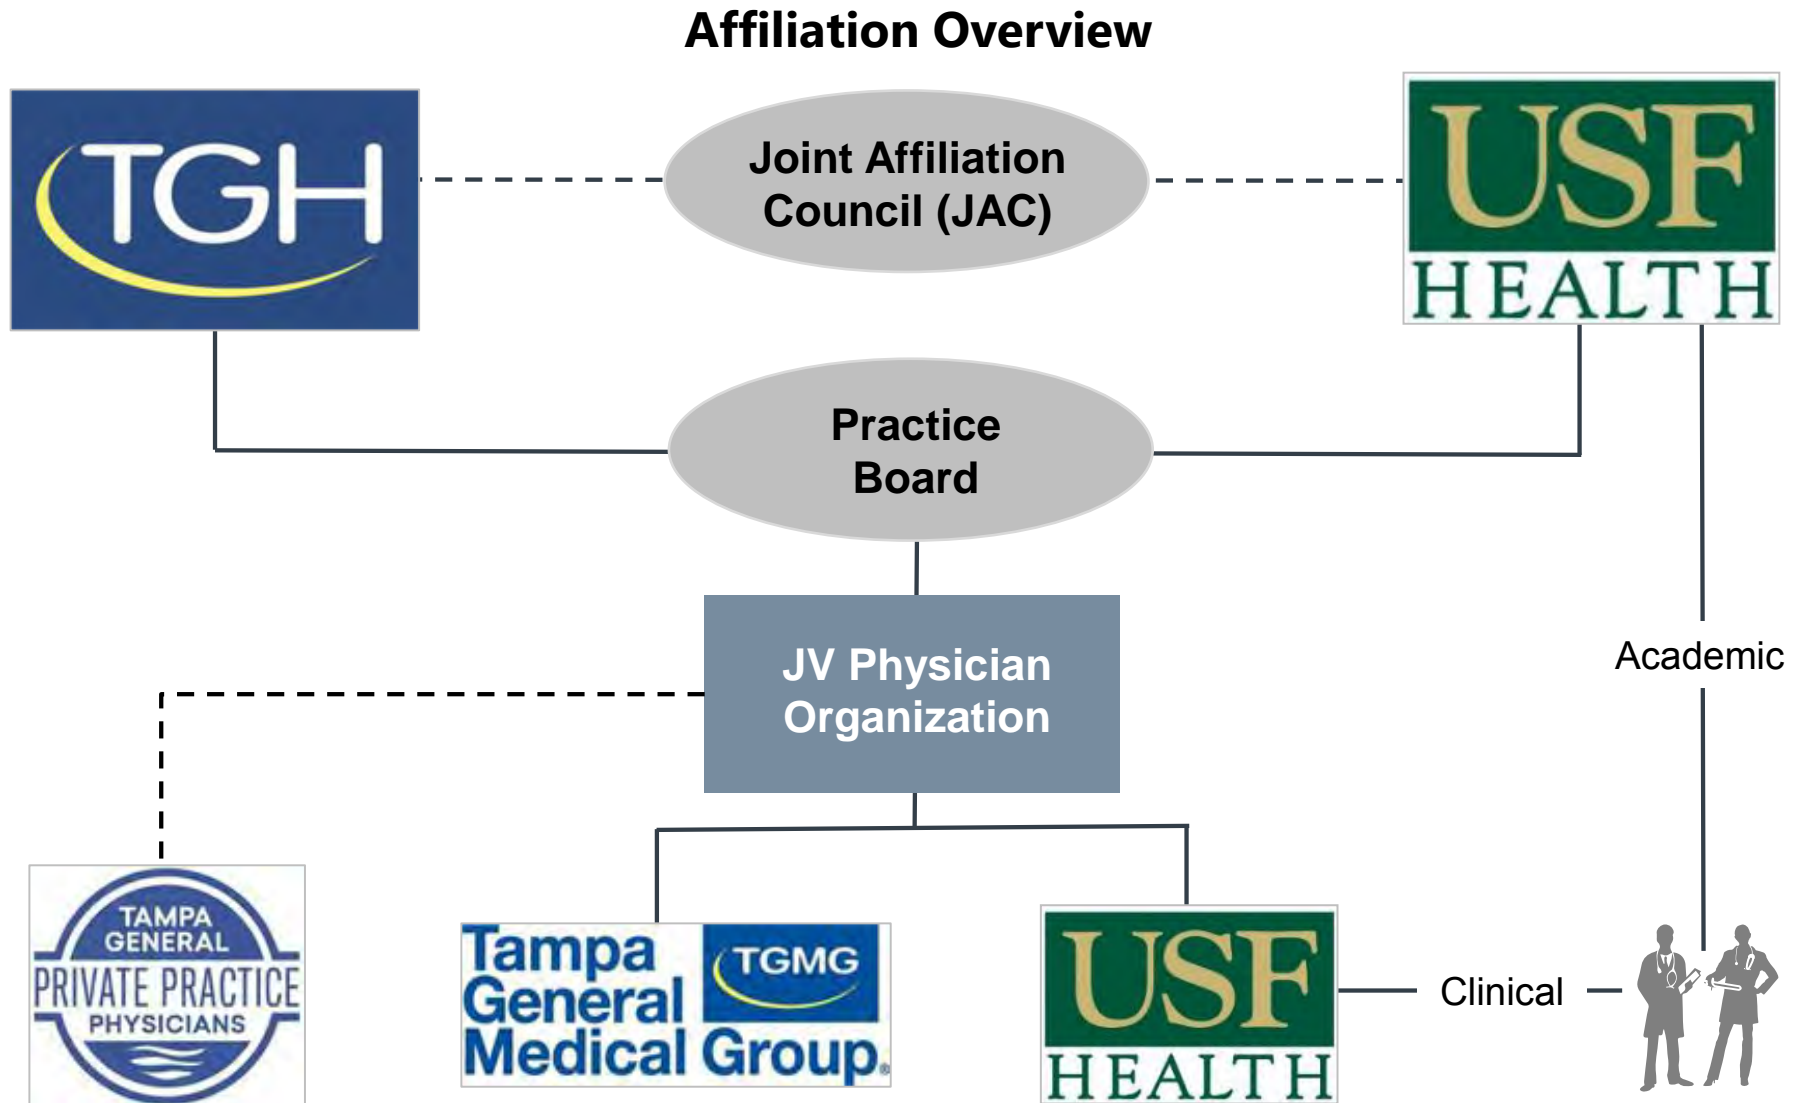 Affiliation Overview
TGH
Joint Affiliation
Council (JAC)
USF
HEALTH
Practice
Board
JV Physician
Organization
Academic
TAMPA
GENERAL
PRIVATE PRACTICE
PHYSICIANS
Tampa
General
Medical Group®
TGMG
USF
HEALTH
Clinical